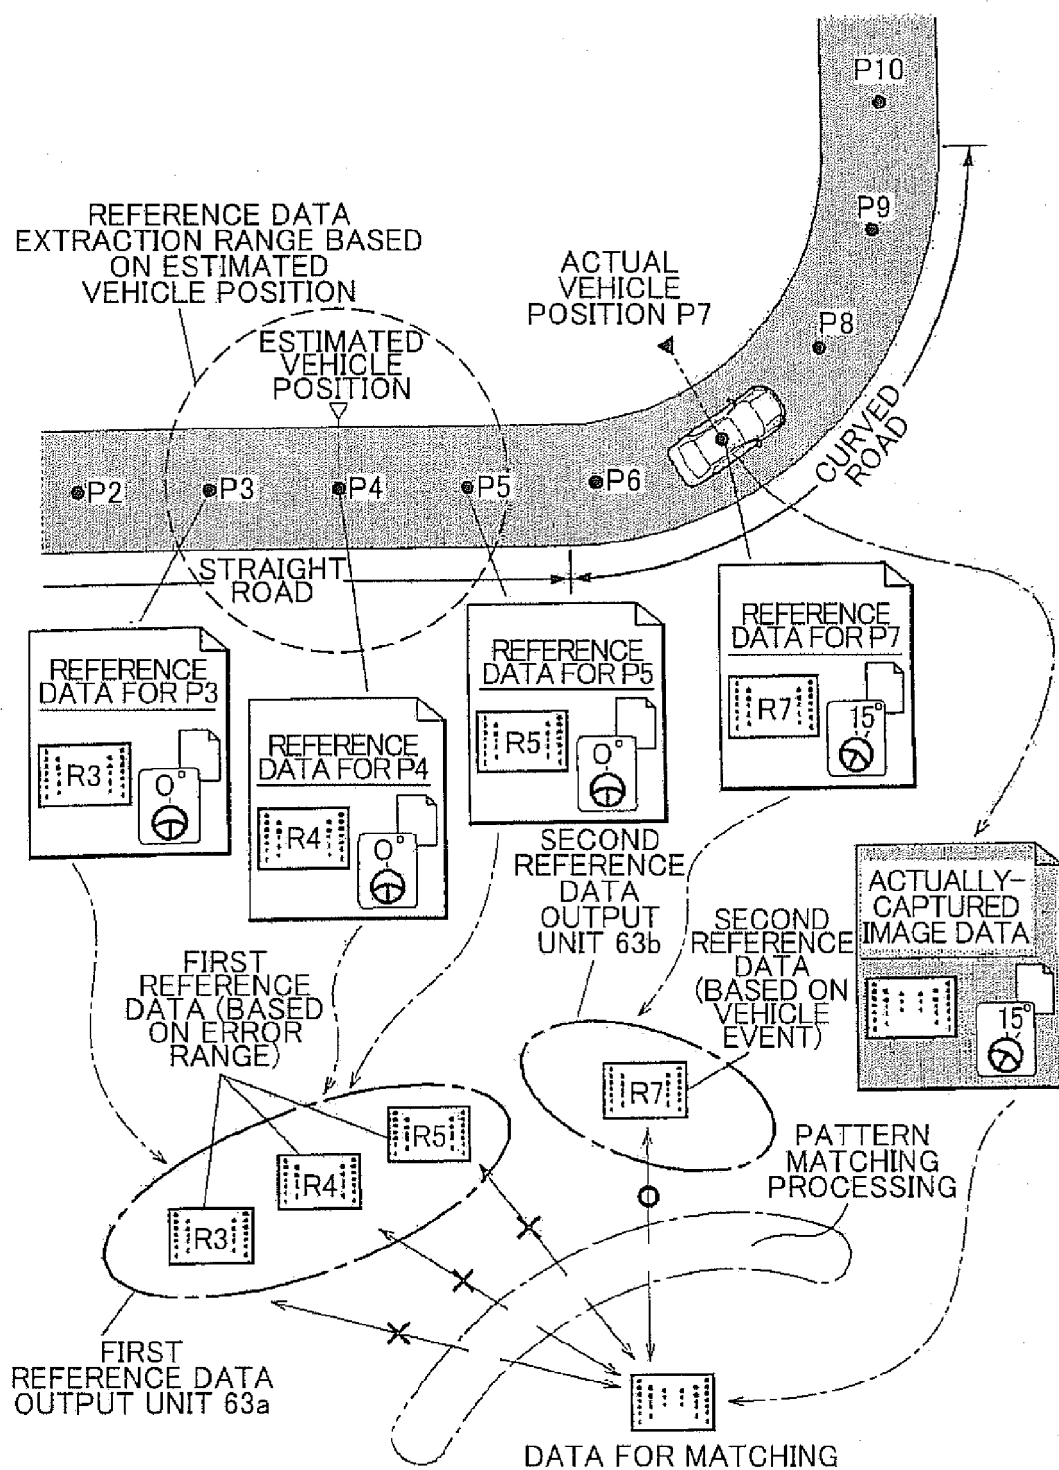 P10
P9
REFERENCE DATA
EXTRACTION RANGE BASED
ON ESTIMATED
VEHICLE POSITION
ACTUAL
VEHICLE
POSITION P7
P8
ESTIMATED
VEHICLE
POSITION
CURVED
ROAD
P2
P3
P4
P5
P6
STRAIGHT
ROAD
REFERENCE
DATA FOR P3
R3
0°
REFERENCE
DATA FOR P4
R4
0°
REFERENCE
DATA FOR P5
R5
0°
REFERENCE
DATA FOR P7
R7
15°
SECOND
REFERENCE
DATA
OUTPUT
UNIT 63b
SECOND
REFERENCE
DATA
(BASED ON
VEHICLE
EVENT)
ACTUALLY-
CAPTURED
IMAGE DATA
15°
FIRST
REFERENCE
DATA (BASED
ON ERROR
RANGE)
R7
R5
R4
R3
PATTERN
MATCHING
PROCESSING
FIRST
REFERENCE DATA
OUTPUT UNIT 63a
DATA FOR MATCHING